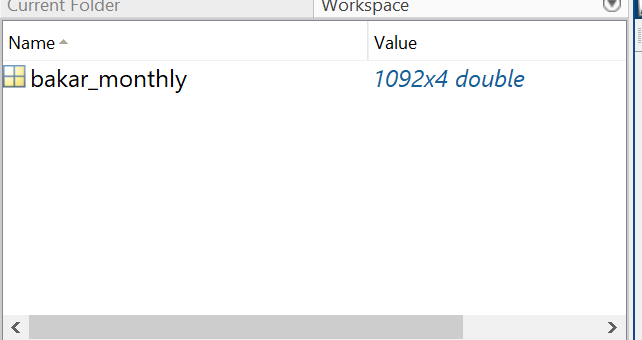 Current Folder
Workspace
Name
Value
bakar_monthly
1092x4 double